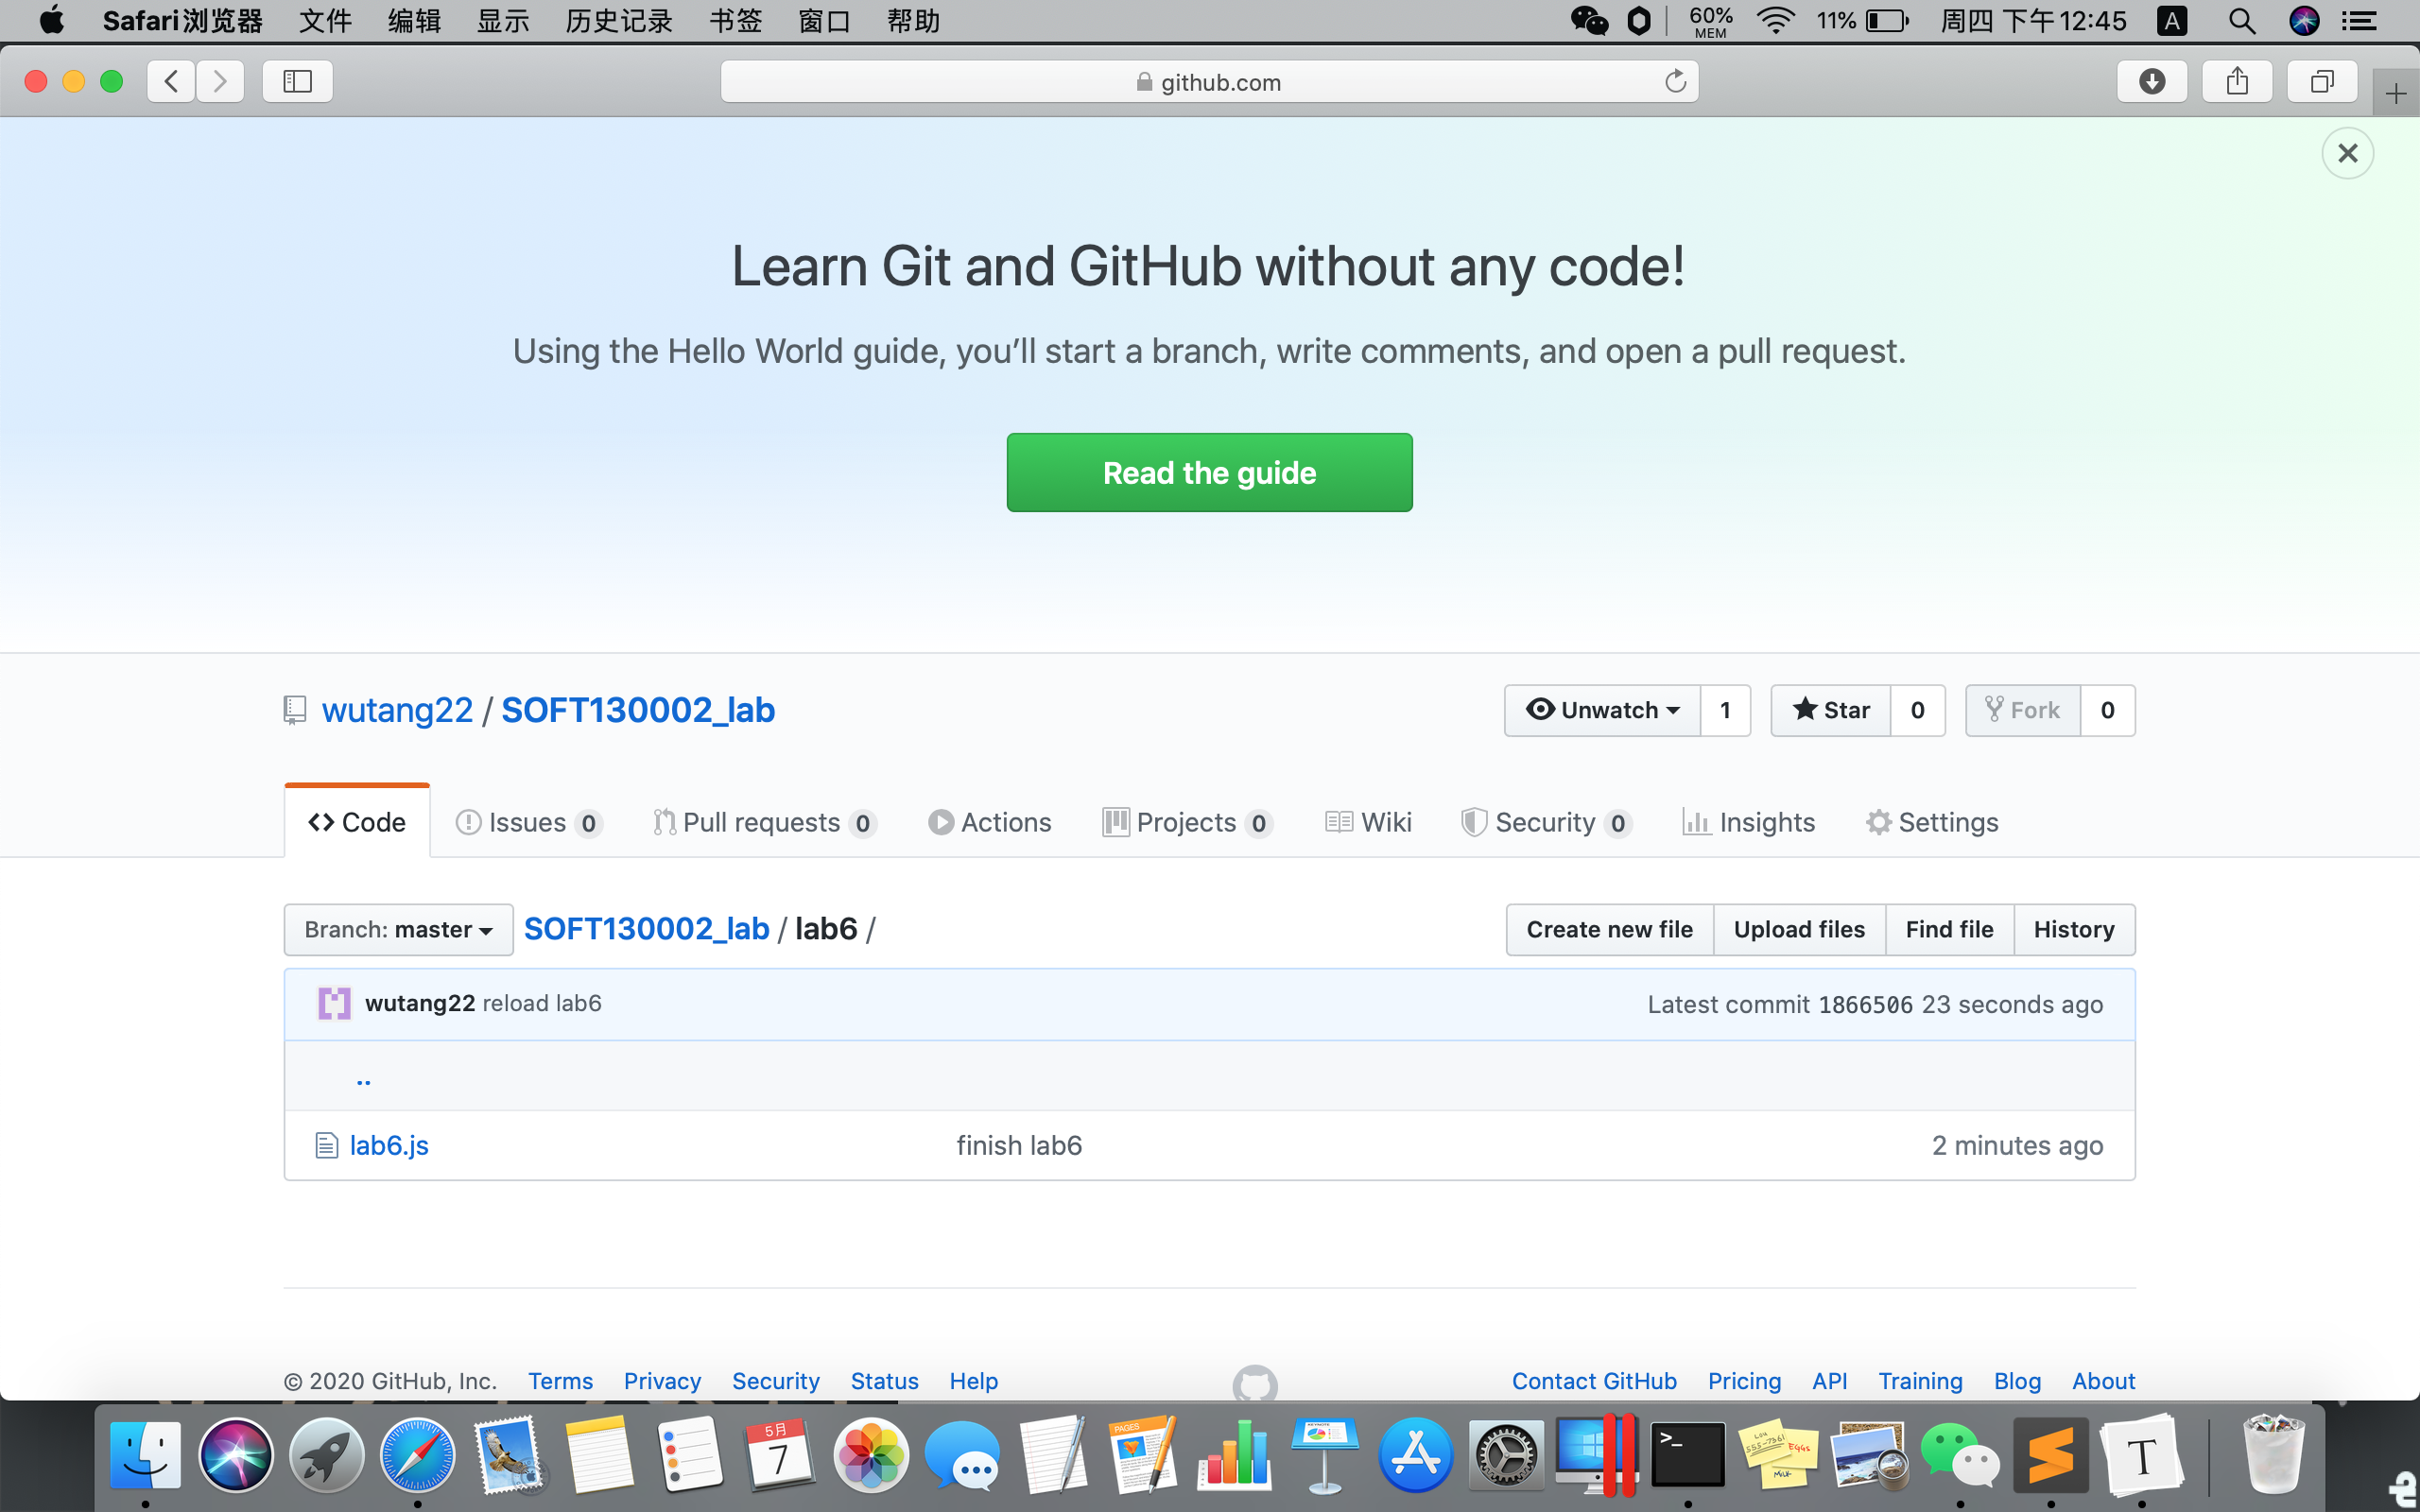 Safari浏览器 文件 编辑 显示 历史记录 书签 窗口 帮助 60% MEM 11% 周四 下午12:45 A
github.com
Learn Git and GitHub without any code!
Using the Hello World guide, you’ll start a branch, write comments, and open a pull request.
Read the guide
wutang22 / SOFT130002_lab Unwatch 1 Star 0 Fork 0
Code Issues 0 Pull requests 0 Actions Projects 0 Wiki Security 0 Insights Settings
Branch: master SOFT130002_lab / lab6 / Create new file Upload files Find file History
wutang22 reload lab6 Latest commit 1866506 23 seconds ago
..
lab6.js finish lab6 2 minutes ago
© 2020 GitHub, Inc. Terms Privacy Security Status Help Contact GitHub Pricing API Training Blog About
5月
7
PAGES
>_
EGGS
MILK
T